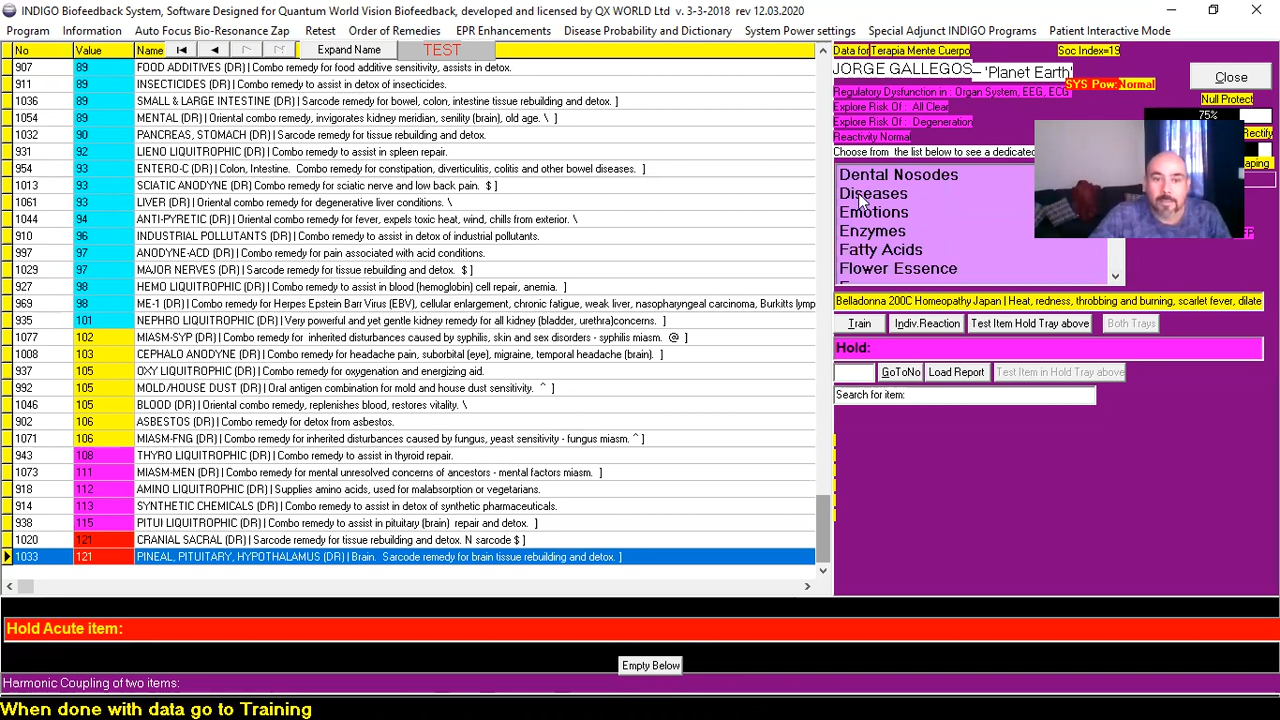 INDIGO Biofeedback System, Software Designed for Quantum World Vision Biofeedback, developed and licensed by QX WORLD Ltd v. 3-3-2018 rev 12.03.2020
Program Information Auto Focus Bio-Resonance Zap Retest Order of Remedies EPR Enhancements Disease Probability and Dictionary System Power settings Special Adjunct INDIGO Programs Patient Interactive Mode
No Value Name Expand Name TEST
907 89 FOOD ADDITIVES (DR) | Combo remedy for food additive sensitivity, assists in detox.
911 89 INSECTICIDES (DR) | Combo remedy to assist in detox of insecticides.
1036 89 SMALL & LARGE INTESTINE (DR) | Sarcode remedy for bowel, colon, intestine tissue rebuilding and detox. ]
1054 89 MENTAL (DR) | Oriental combo remedy, invigorates kidney meridian, senility (brain), old age. \ ]
1032 90 PANCREAS, STOMACH (DR) | Sarcode remedy for tissue rebuilding and detox.
931 92 LIENO LIQUITROPHIC (DR) | Combo remedy to assist in spleen repair.
954 93 ENTERO-C (DR) | Colon, Intestine. Combo remedy for constipation, diverticulitis, colitis and other bowel diseases. ]
1013 93 SCIATIC ANODYNE (DR) | Combo remedy for sciatic nerve and low back pain. $ ]
1061 93 LIVER (DR) | Oriental combo remedy for degenerative liver conditions. \
1044 94 ANTI-PYRETIC (DR) | Oriental combo remedy for fever, expels toxic heat, wind, chills from exterior. \
910 96 INDUSTRIAL POLLUTANTS (DR) | Combo remedy to assist in detox of industrial pollutants.
997 97 ANODYNE-ACD (DR) | Combo remedy for pain associated with acid conditions.
1029 97 MAJOR NERVES (DR) | Sarcode remedy for tissue rebuilding and detox. $ ]
927 98 HEMO LIQUITROPHIC (DR) | Combo remedy to assist in blood (hemoglobin) cell repair, anemia. ]
969 98 ME-1 (DR) | Combo remedy for Herpes Epstein Barr Virus (EBV), cellular enlargement, chronic fatigue, weak liver, nasopharyngeal carcinoma, Burkitts lymp
935 101 NEPHRO LIQUITROPHIC (DR) | Very powerful and yet gentle kidney remedy for all kidney (bladder, urethra)concerns. ]
1077 102 MIASM-SYP (DR) | Combo remedy for inherited disturbances caused by syphilis, skin and sex disorders - syphilis miasm. @ ]
1008 103 CEPHALO ANODYNE (DR) | Combo remedy for headache pain, suborbital (eye), migraine, temporal headache (brain). ]
937 105 OXY LIQUITROPHIC (DR) | Combo remedy for oxygenation and energizing aid.
992 105 MOLD/HOUSE DUST (DR) | Oral antigen combination for mold and house dust sensitivity. ^ ]
1046 105 BLOOD (DR) | Oriental combo remedy, replenishes blood, restores vitality. \
902 106 ASBESTOS (DR) | Combo remedy for detox from asbestos.
1071 106 MIASM-FNG (DR) | Combo remedy for inherited disturbances caused by fungus, yeast sensitivity - fungus miasm. ^ ]
943 108 THYRO LIQUITROPHIC (DR) | Combo remedy to assist in thyroid repair.
1073 111 MIASM-MEN (DR) | Combo remedy for mental unresolved concerns of ancestors - mental factors miasm. ]
918 112 AMINO LIQUITROPHIC (DR) | Supplies amino acids, used for malabsorption or vegetarians.
914 113 SYNTHETIC CHEMICALS (DR) | Combo remedy to assist in detox of synthetic pharmaceuticals.
938 115 PITUI LIQUITROPHIC (DR) | Combo remedy to assist in pituitary (brain) repair and detox. ]
1020 121 CRANIAL SACRAL (DR) | Sarcode remedy for tissue rebuilding and detox. N sarcode $ ]
1033 121 PINEAL, PITUITARY, HYPOTHALAMUS (DR) | Brain. Sarcode remedy for brain tissue rebuilding and detox. ]
Data for Terapia Mente Cuerpo Soc Index=19
JORGE GALLEGOS – 'Planet Earth'
SYS Pow:Normal
Close
Regulatory Dysfunction in : Organ System, EEG, ECG
Null Protect
Explore Risk Of : All Clear
75%
Explore Risk Of : Degeneration
Rectify
Reactivity Normal
Choose from the list below to see a dedicated
aping
Dental Nosodes
Diseases
Emotions
Enzymes
Fatty Acids
Flower Essence
Belladonna 200C Homeopathy Japan | Heat, redness, throbbing and burning, scarlet fever, dilate
Train Indiv.Reaction Test Item Hold Tray above Both Trays
Hold:
GoToNo Load Report Test Item in Hold Tray above
Search for item:
Hold Acute item:
Empty Below
Harmonic Coupling of two items:
When done with data go to Training